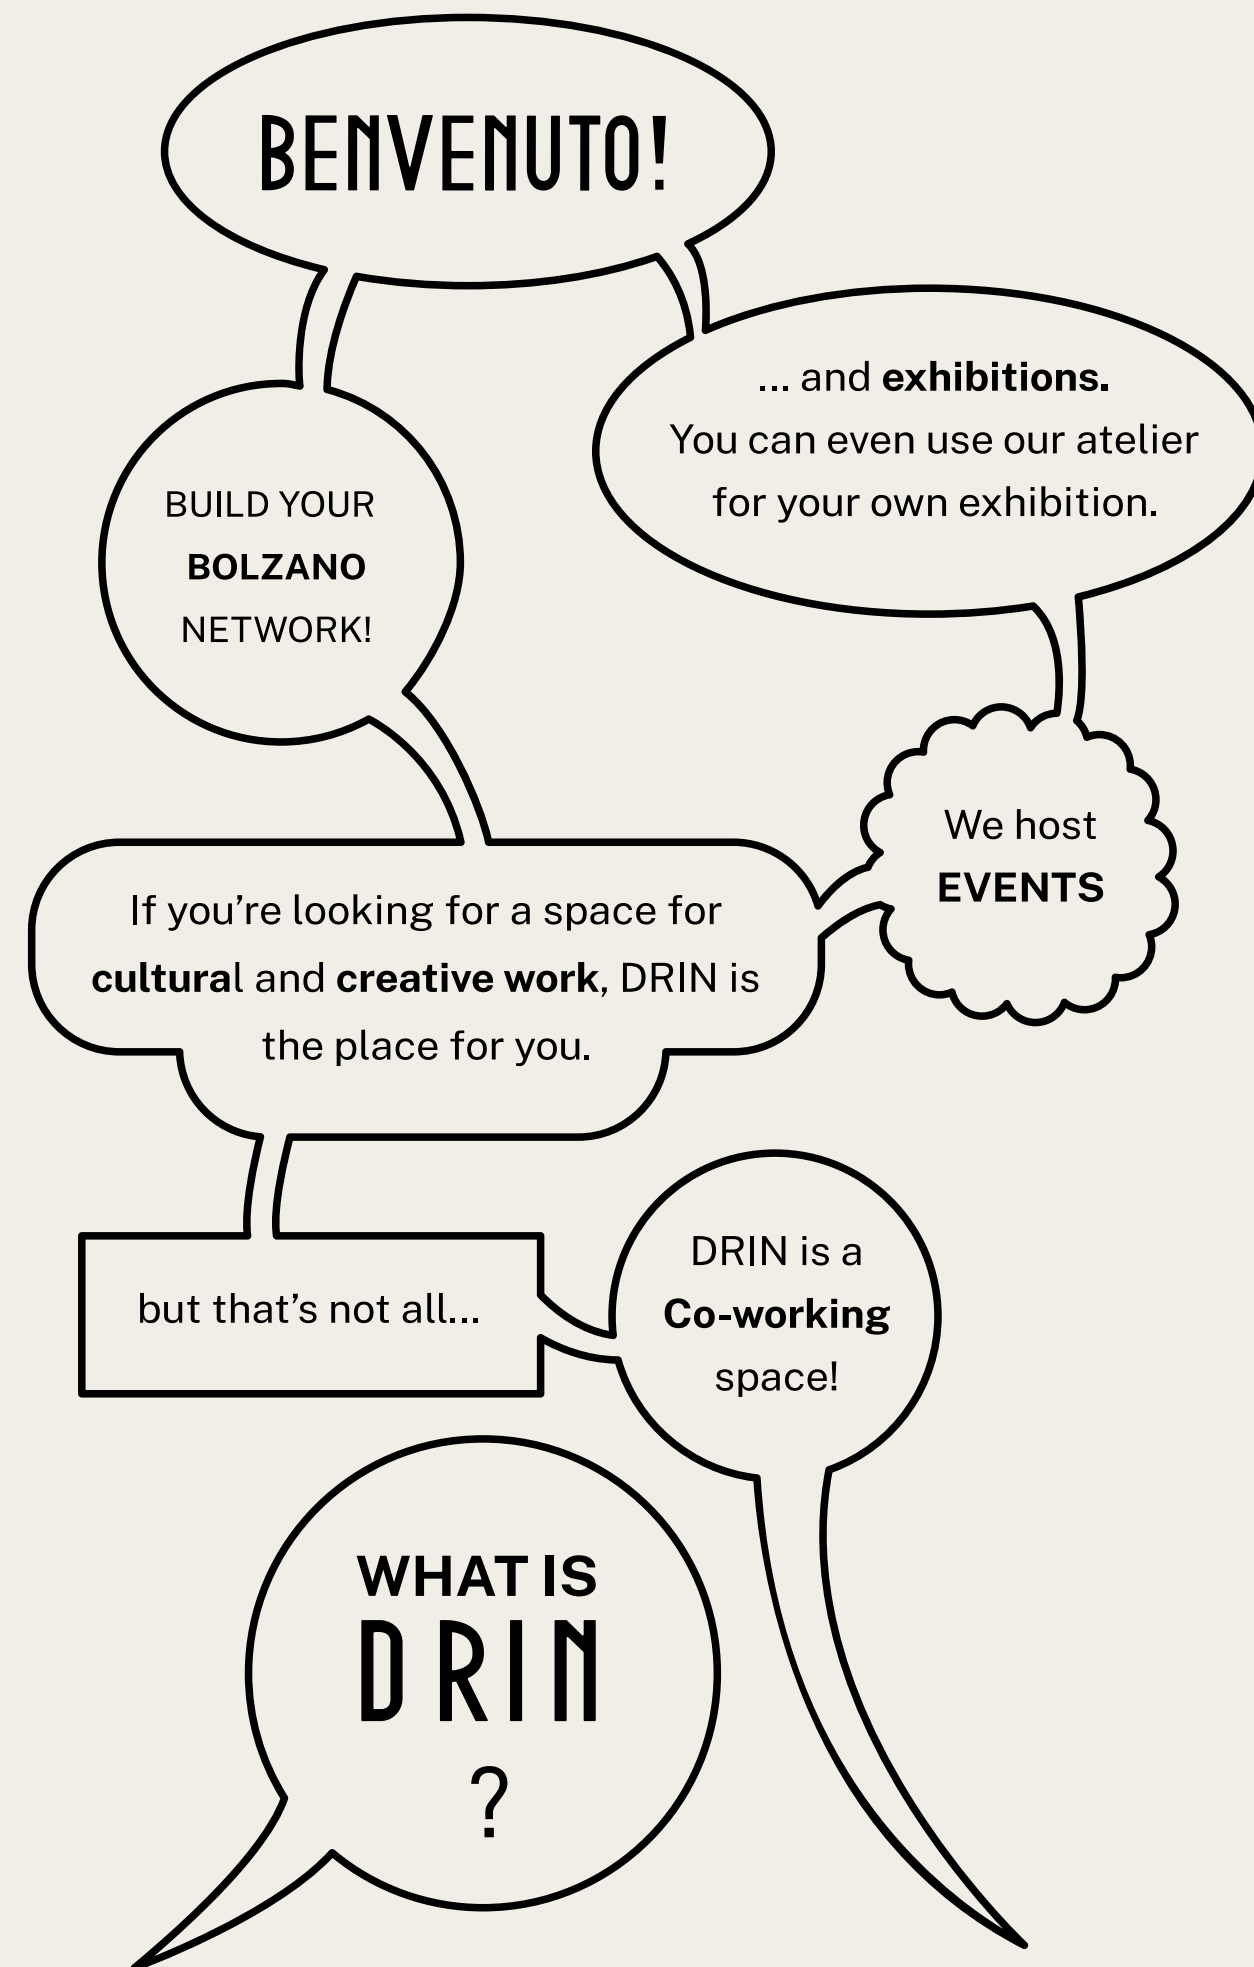 BENVENUTO!
... and exhibitions.
You can even use our atelier
for your own exhibition.
BUILD YOUR
BOLZANO
NETWORK!
We host
EVENTS
If you’re looking for a space for
cultural and creative work, DRIN is
the place for you.
but that’s not all...
DRIN is a
Co-working
space!
WHAT IS
DRIN
?